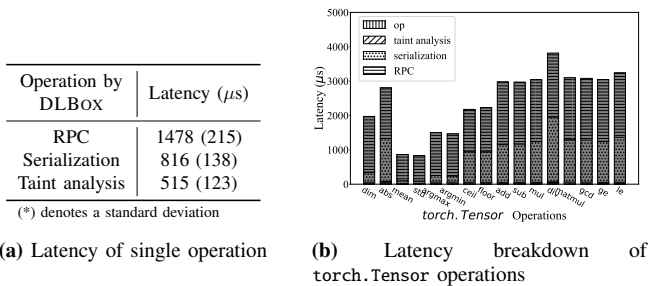 Operation by
DLBOX
Latency (μs)
RPC 1478 (215)
Serialization 816 (138)
Taint analysis 515 (123)
(*) denotes a standard deviation
(a) Latency of single operation
5000
4000
3000
2000
1000
0
Latency (μs)
op
taint analysis
serialization
RPC
dim
abs
mean
std
argmax
argmin
ceil
floor
add
sub
mul
div
matmul
gcd
ge
le
torch.Tensor Operations
(b) Latency breakdown of
torch.Tensor operations